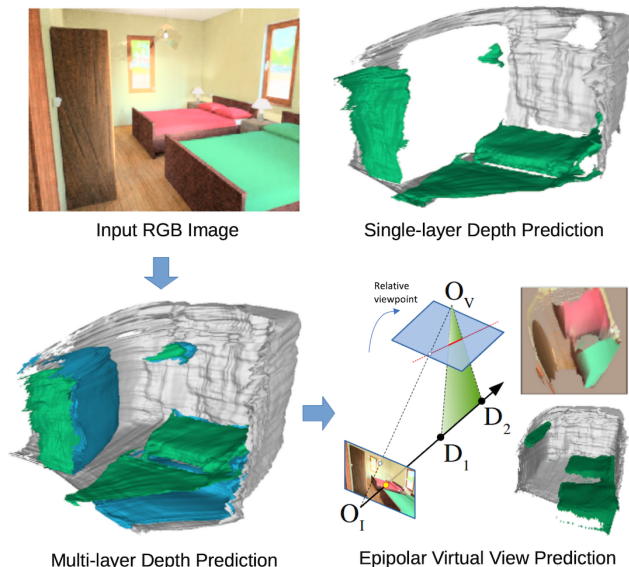 Input RGB Image
Single-layer Depth Prediction
Relative
viewpoint
O_V
D_2
D_1
O_I
Multi-layer Depth Prediction
Epipolar Virtual View Prediction